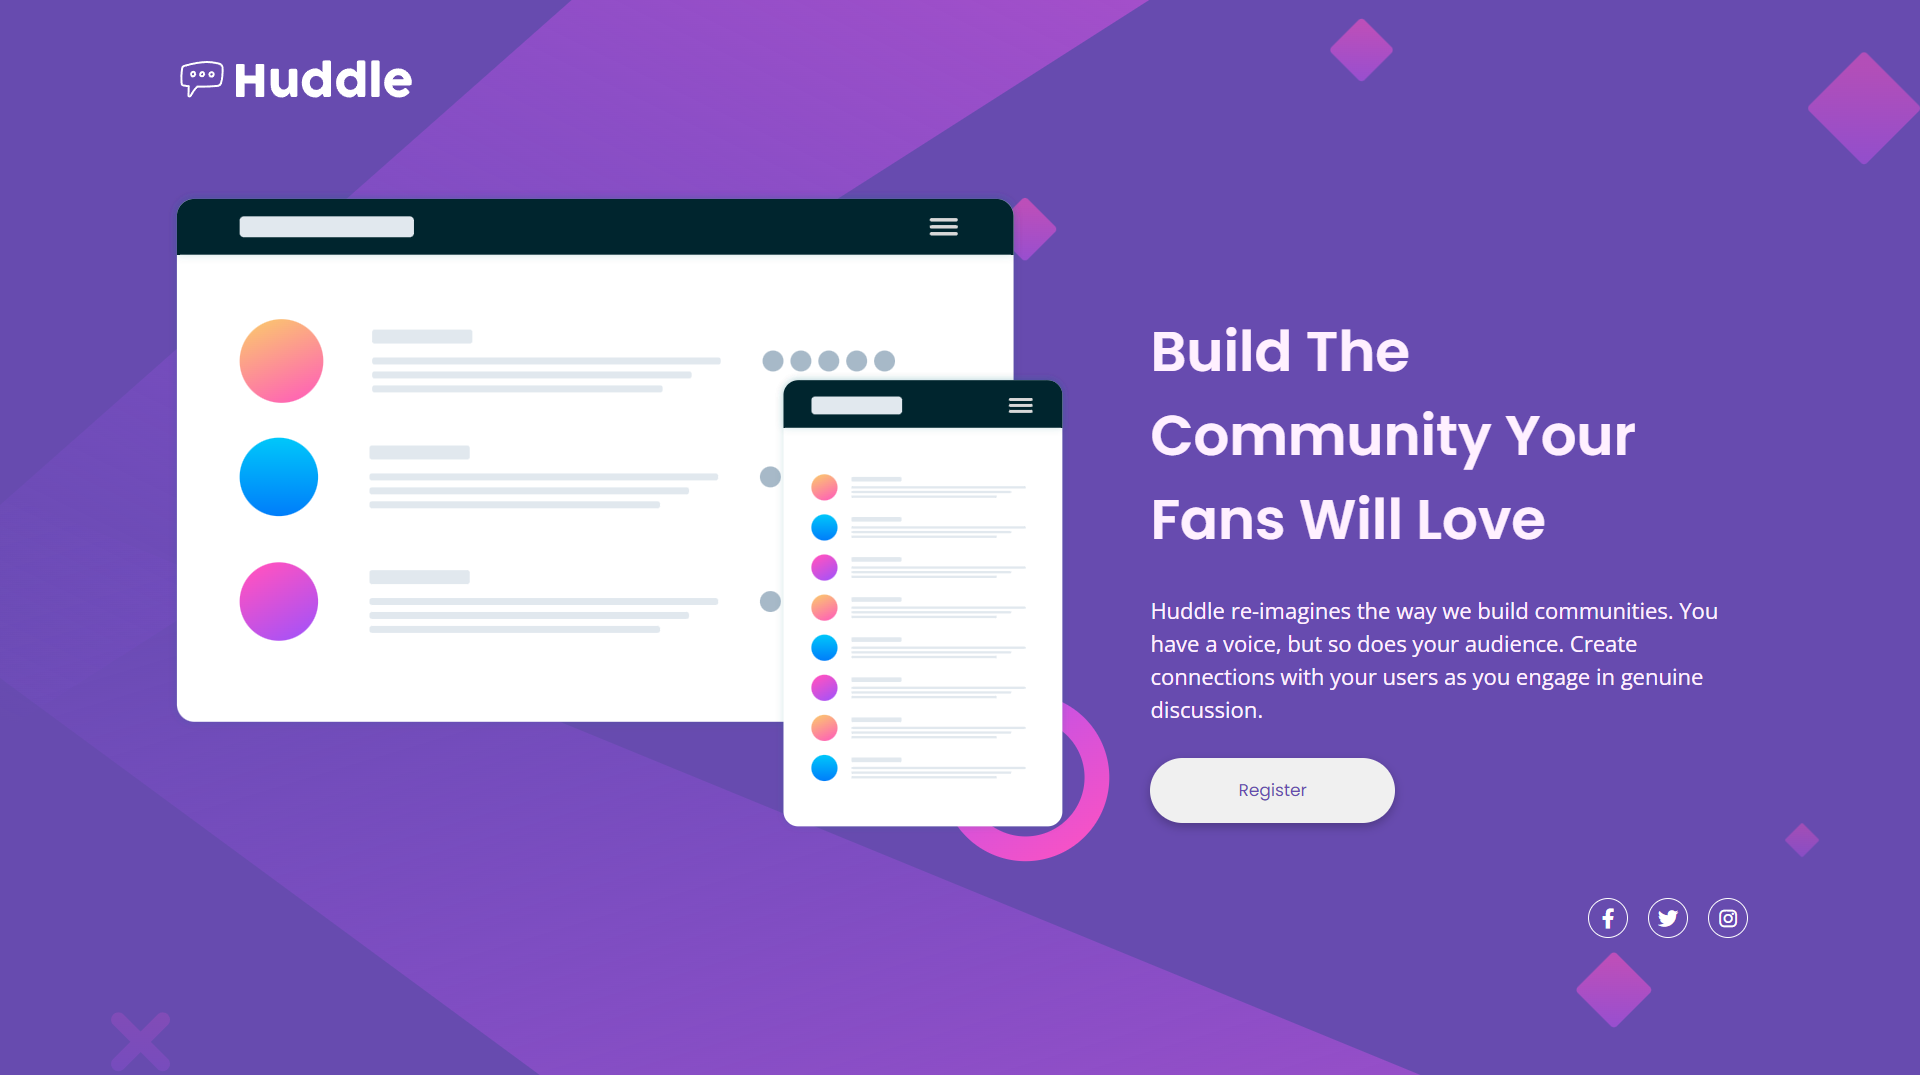 Huddle
Build The
Community Your
Fans Will Love
Huddle re-imagines the way we build communities. You
have a voice, but so does your audience. Create
connections with your users as you engage in genuine
discussion.
Register